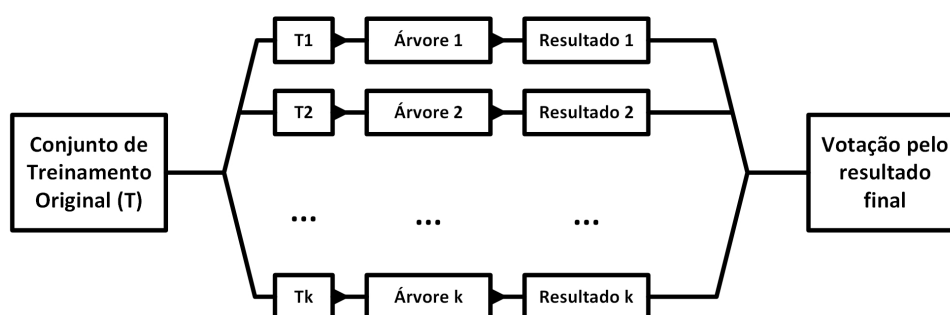 T1
Árvore 1
Resultado 1
T2
Árvore 2
Resultado 2
Conjunto de
Treinamento
Original (T)
Votação pelo
resultado
final
... ... ...
Tk
Árvore k
Resultado k